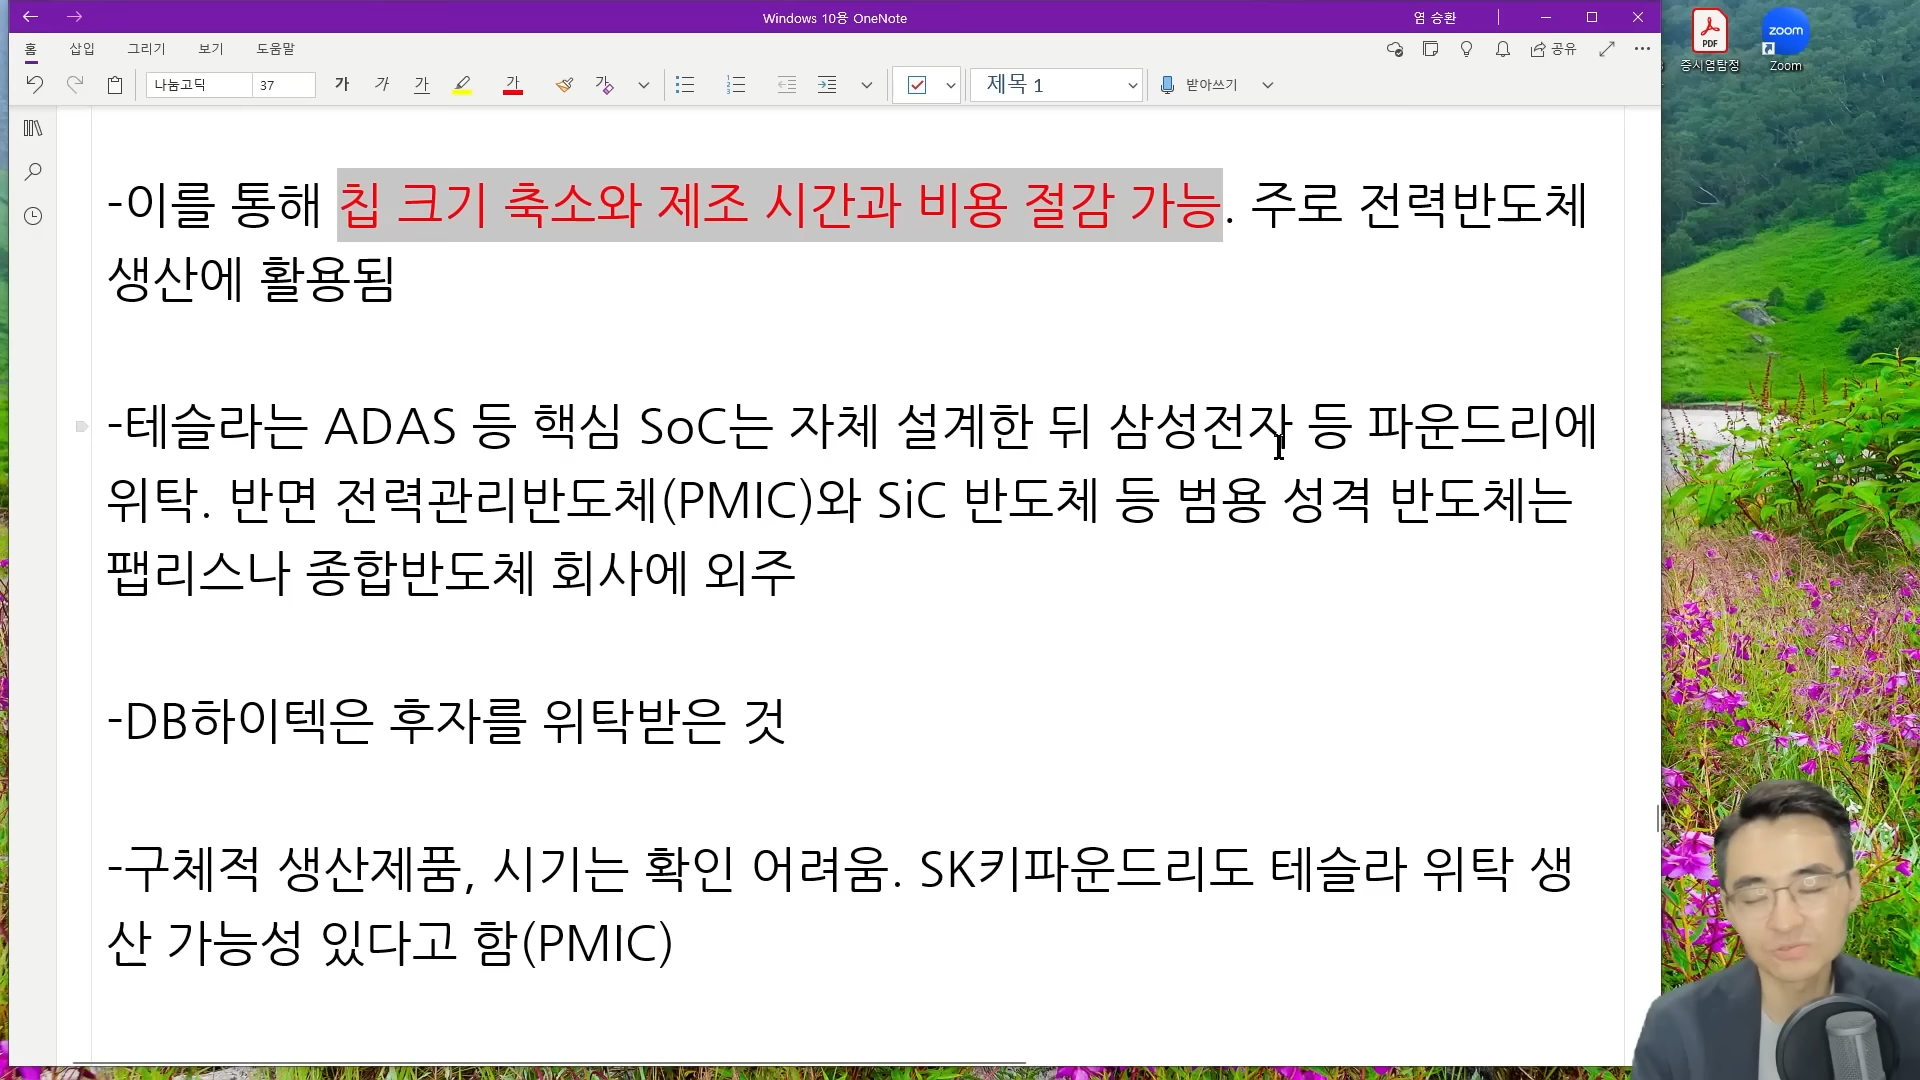 Windows 10용 OneNote
염 승환
홈 삽입 그리기 보기 도움말
공유
나눔고딕 37 가 가 가 가 가 제목 1 받아쓰기
-이를 통해 칩 크기 축소와 제조 시간과 비용 절감 가능. 주로 전력반도체
생산에 활용됨
-테슬라는 ADAS 등 핵심 SoC는 자체 설계한 뒤 삼성전자 등 파운드리에
위탁. 반면 전력관리반도체(PMIC)와 SiC 반도체 등 범용 성격 반도체는
팹리스나 종합반도체 회사에 외주
-DB하이텍은 후자를 위탁받은 것
-구체적 생산제품, 시기는 확인 어려움. SK키파운드리도 테슬라 위탁 생
산 가능성 있다고 함(PMIC)
PDF
증시염탐정
zoom
Zoom